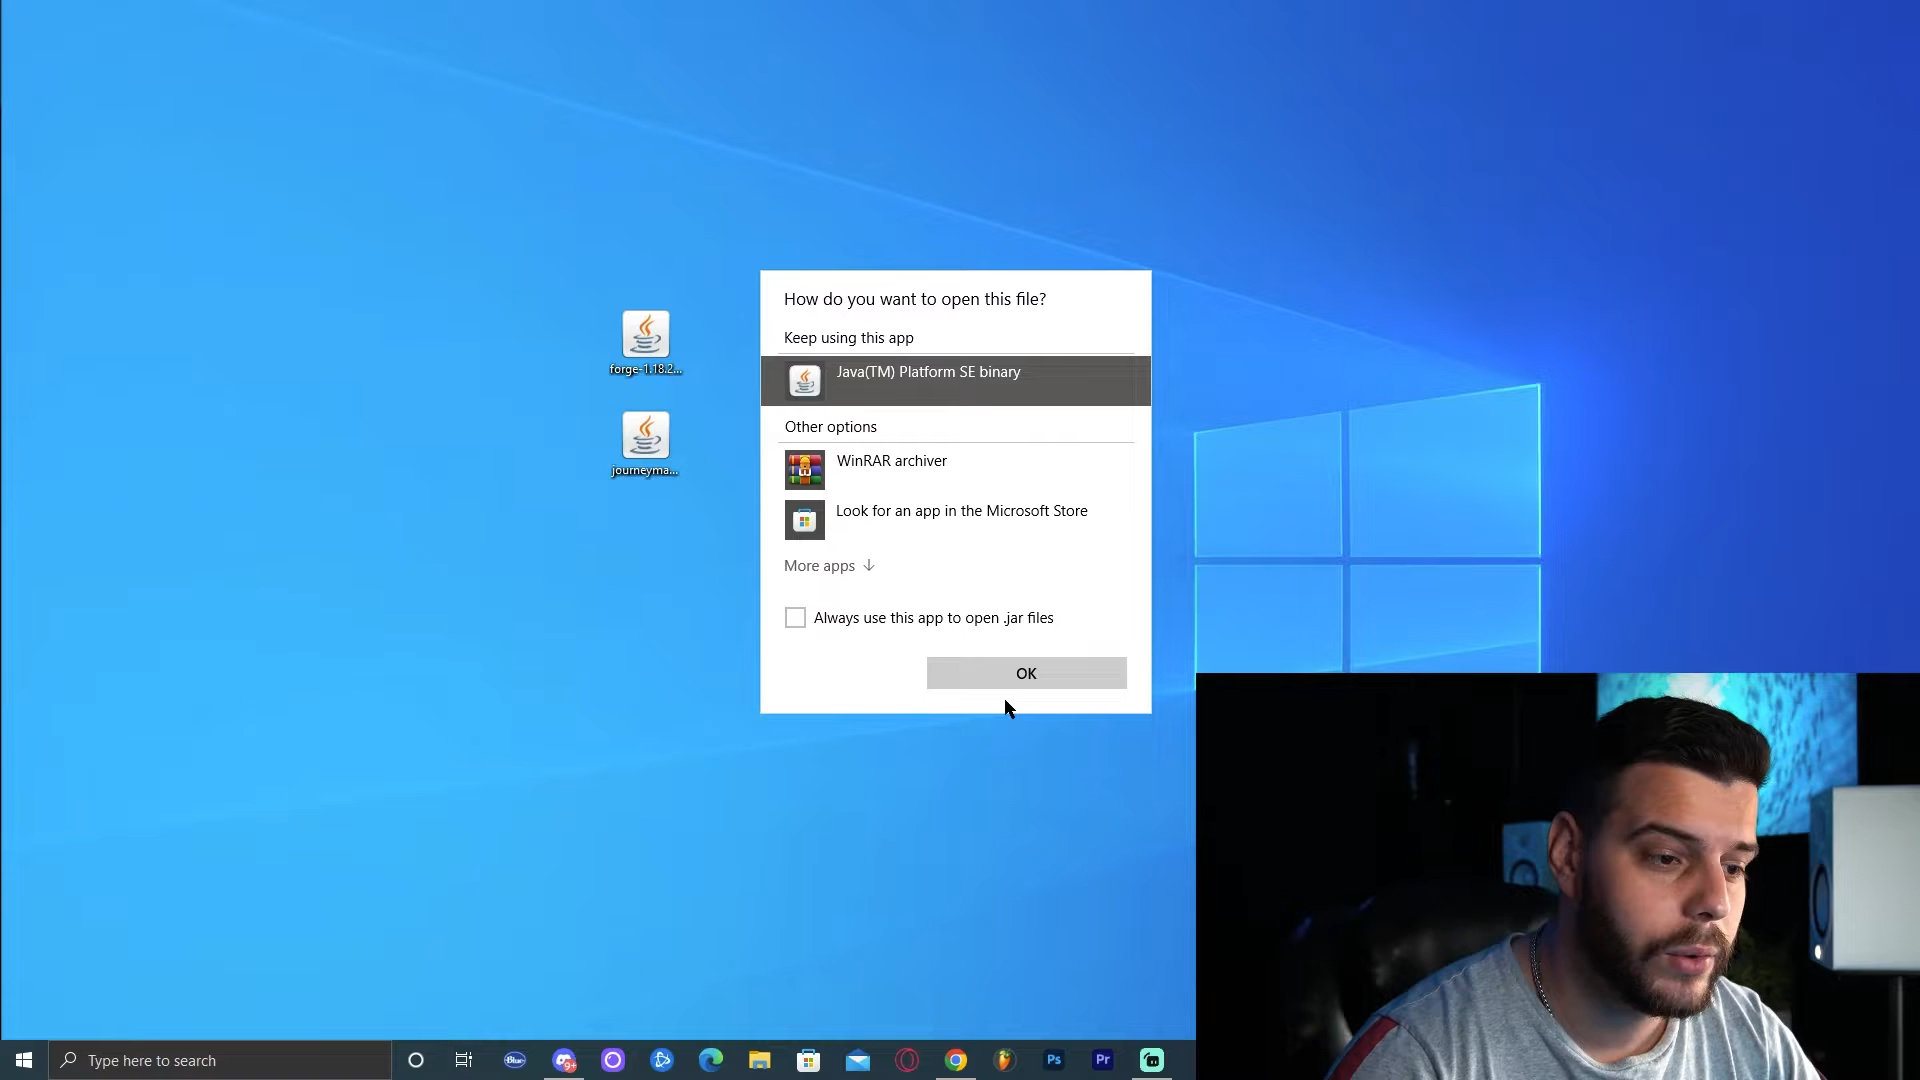 How do you want to open this file?
Keep using this app
Java(TM) Platform SE binary
Other options
WinRAR archiver
Look for an app in the Microsoft Store
More apps
Always use this app to open .jar files
OK
forge-1.18.2...
journeyma...
Type here to search
Blue
9+
Ps
Pr